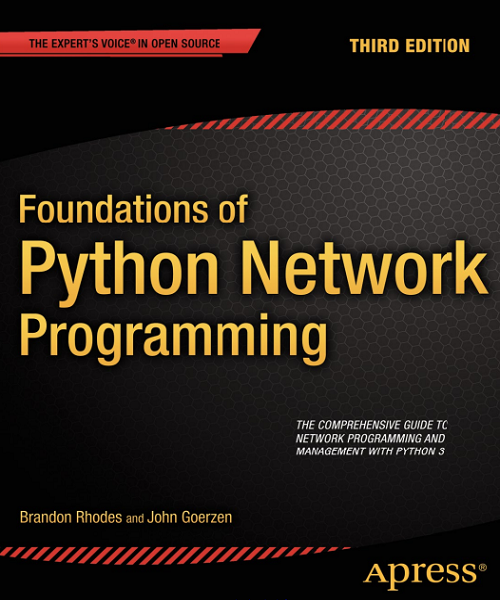 THE EXPERT'S VOICE® IN OPEN SOURCE
THIRD EDITION
Foundations of
Python Network
Programming
THE COMPREHENSIVE GUIDE TO
NETWORK PROGRAMMING AND
MANAGEMENT WITH PYTHON 3
Brandon Rhodes and John Goerzen
Apress®